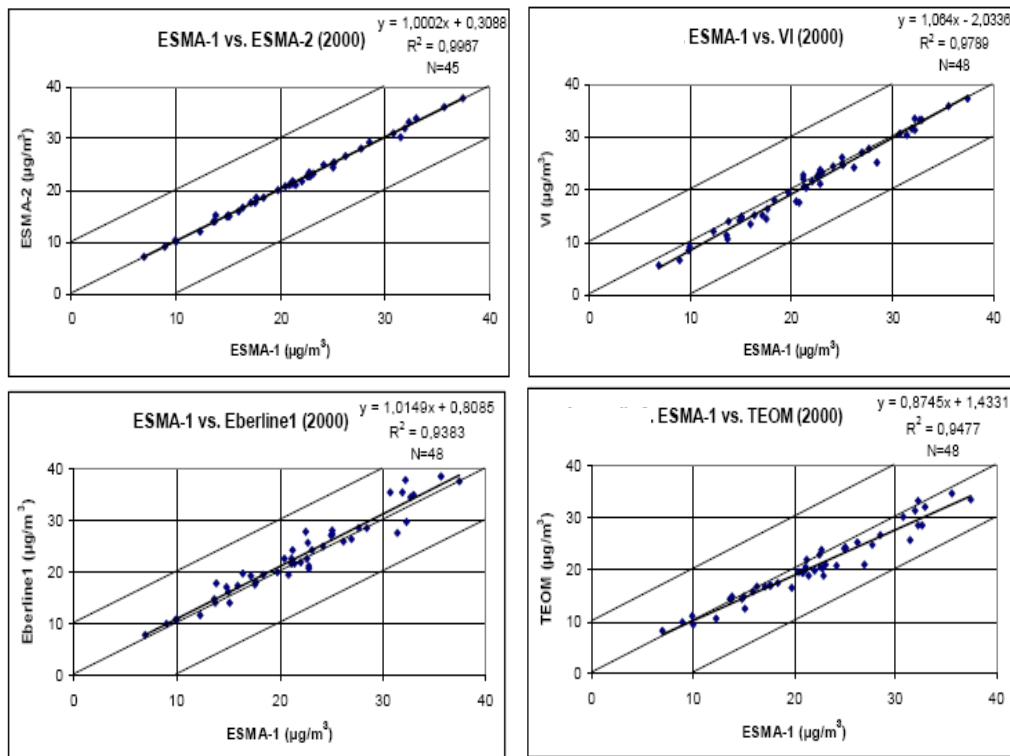 ESMA-1 vs. ESMA-2 (2000)
y = 1,0002x + 0,3088
R² = 0,9967
N=45
ESMA-2 (µg/m³)
40
30
20
10
0
0 10 20 30 40
ESMA-1 (µg/m³)
. ESMA-1 vs. VI (2000)
y = 1,064x - 2,0336
R² = 0,9789
N=48
VI (µg/m³)
40
30
20
10
0
0 10 20 30 40
ESMA-1 (µg/m³)
ESMA-1 vs. Eberline1 (2000)
y = 1,0149x + 0,8085
R² = 0,9383
N=48
Eberline1 (µg/m³)
40
30
20
10
0
0 10 20 30 40
ESMA-1 (µg/m³)
. ESMA-1 vs. TEOM (2000)
y = 0,8745x + 1,4331
R² = 0,9477
N=48
TEOM (µg/m³)
40
30
20
10
0
0 10 20 30 40
ESMA-1 (µg/m³)